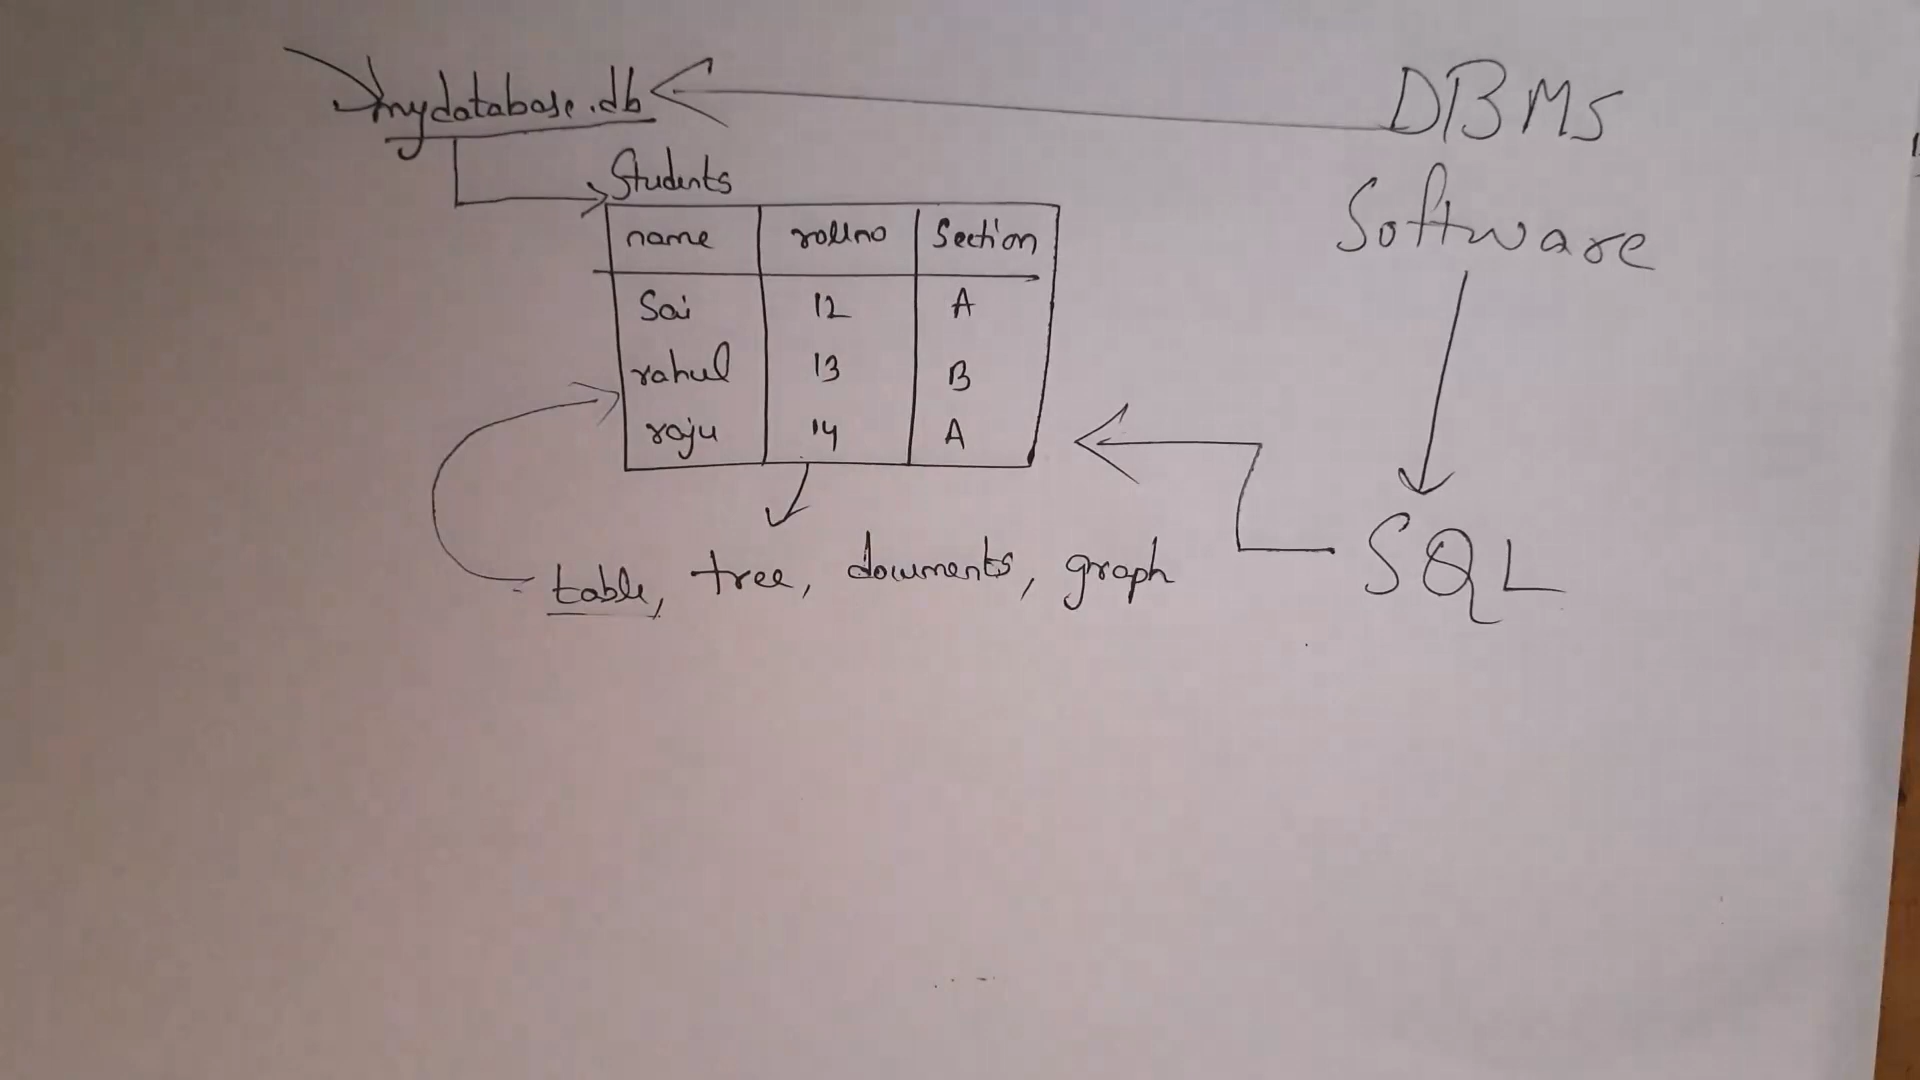 mydatabase.db
DBMS
Software
Students
name rollno Section
Sai 12 A
rahul 13 B
raju 14 A
table, tree, documents, graph
SQL